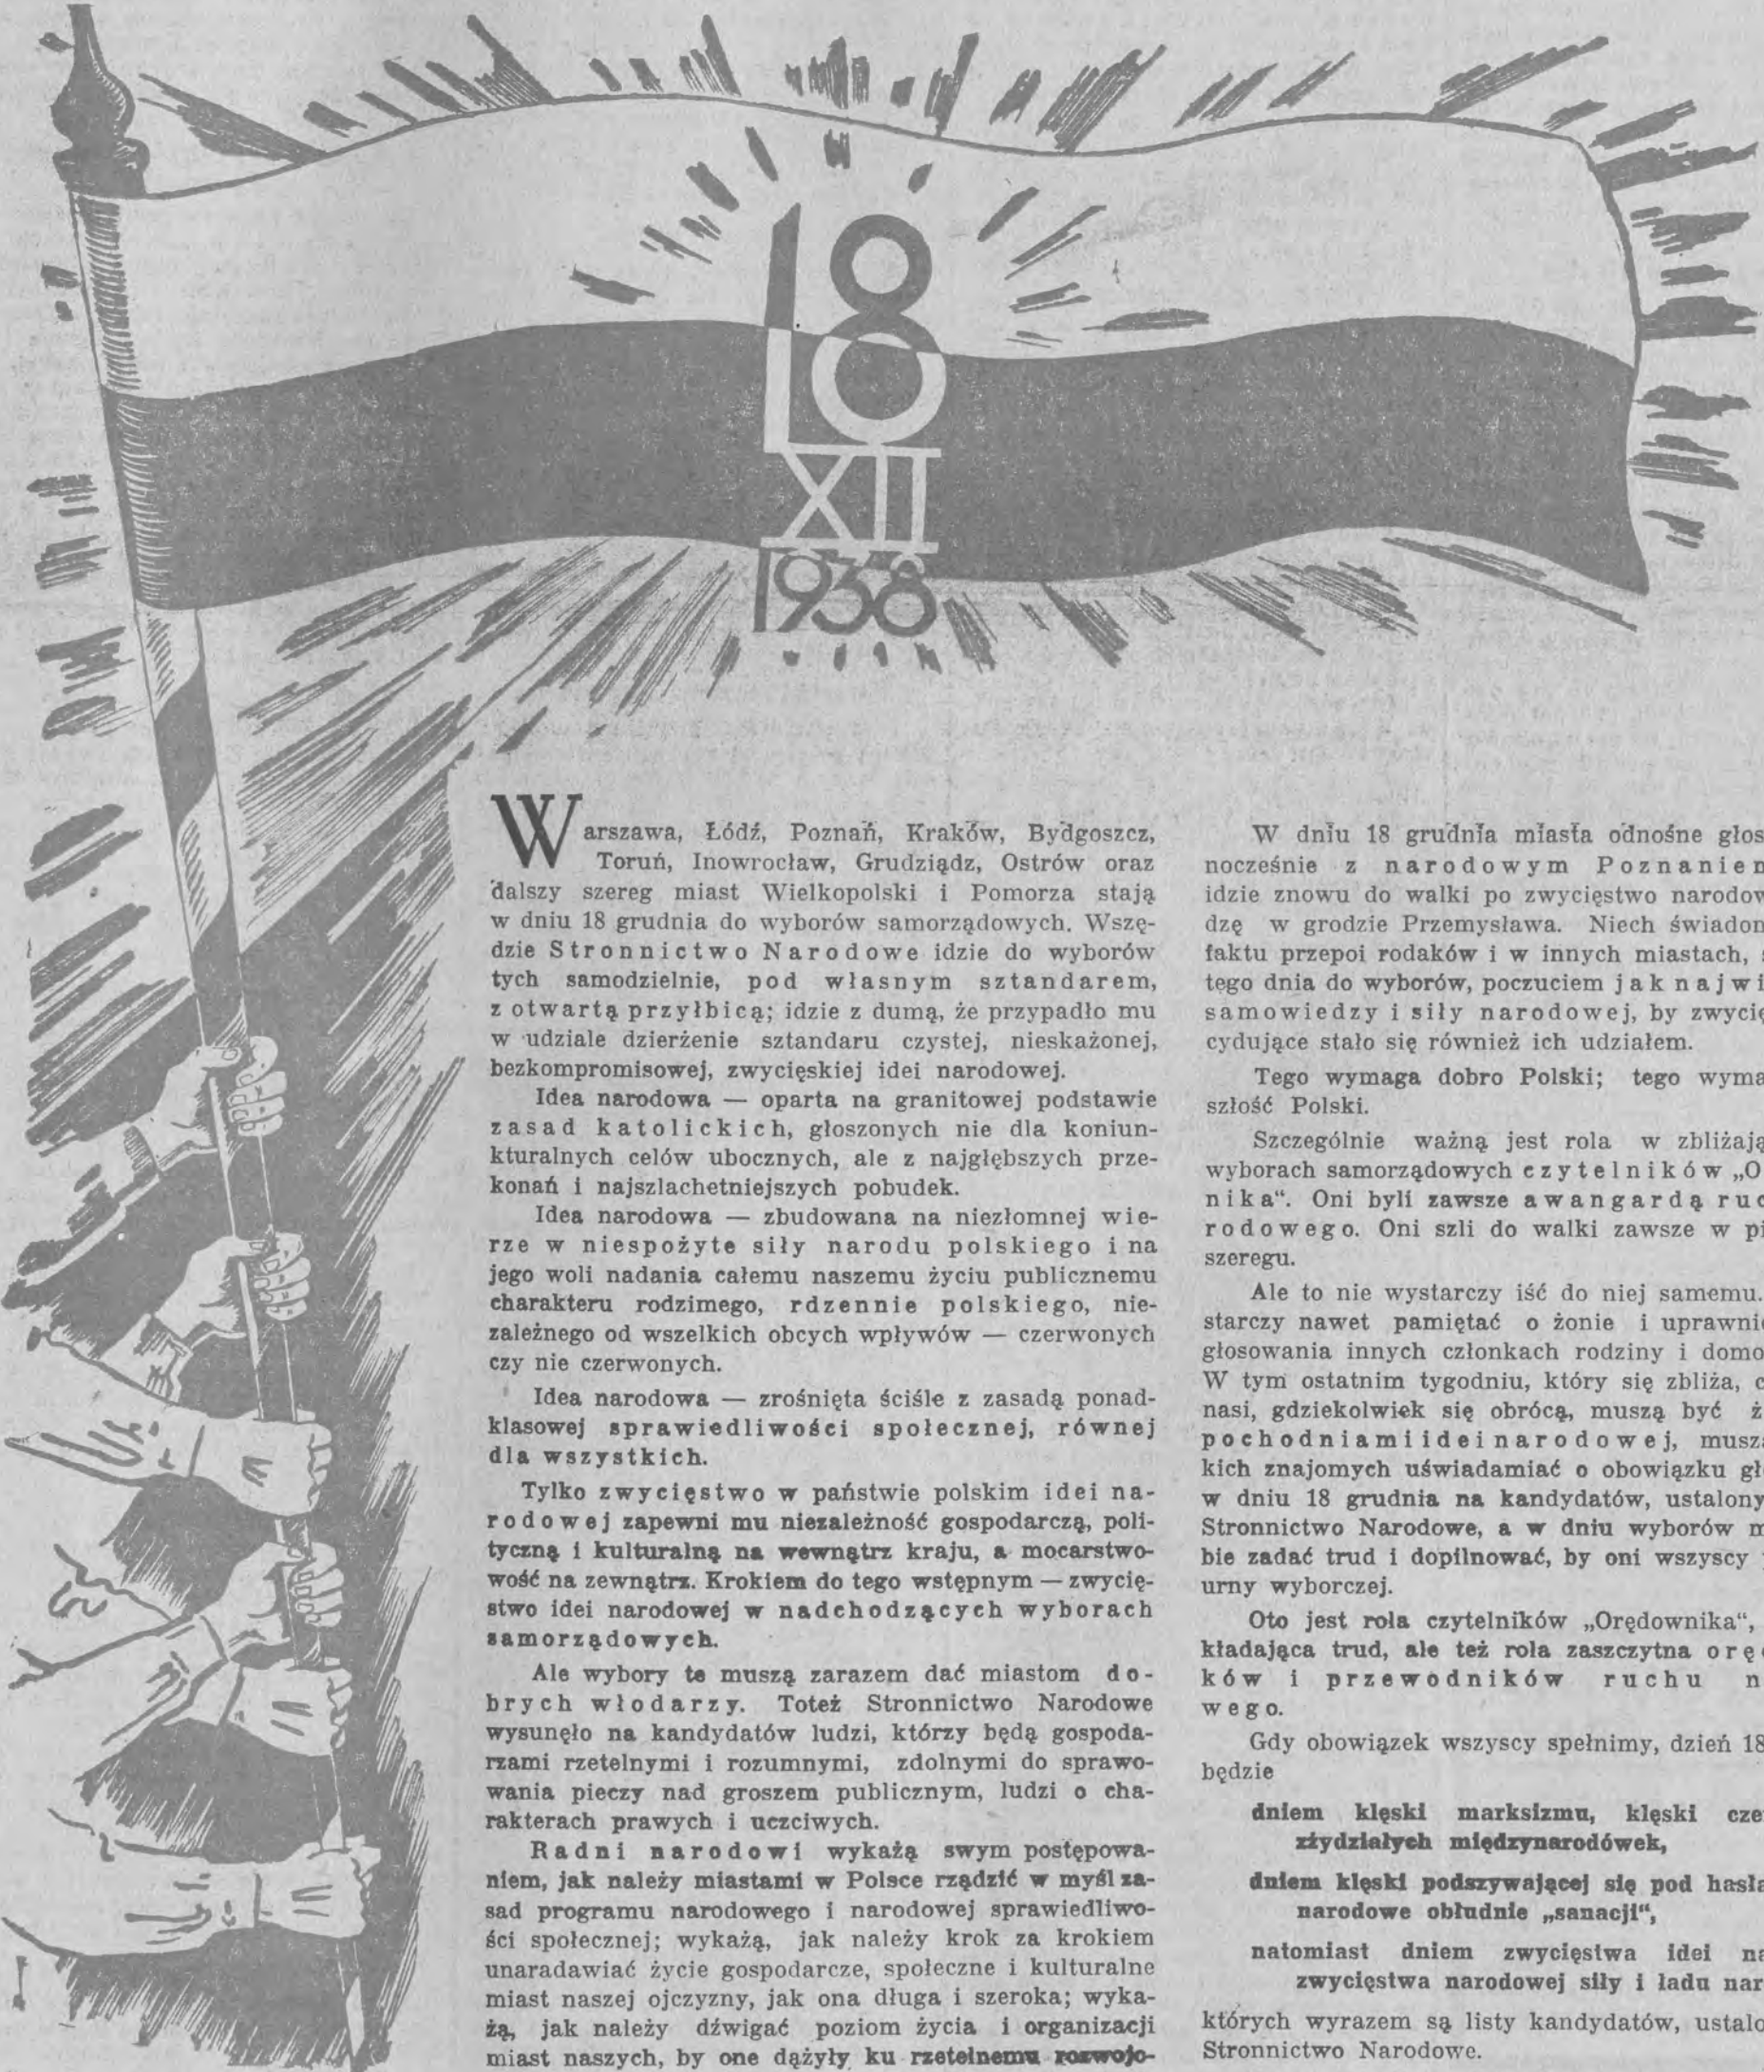 18
XII
1938
Warszawa, Łódź, Poznań, Kraków, Bydgoszcz,
Toruń, Inowrocław, Grudziądz, Ostrów oraz
dalszy szereg miast Wielkopolski i Pomorza stają
w dniu 18 grudnia do wyborów samorządowych. Wszę-
dzie Stronnictwo Narodowe idzie do wyborów
tych samodzielnie, pod własnym sztandarem,
z otwartą przyłbicą; idzie z dumą, że przypadło mu
w udziale dzierżenie sztandaru czystej, nieskażonej,
bezkompromisowej, zwycięskiej idei narodowej.
Idea narodowa — oparta na granitowej podstawie
zasad katolickich, głoszonych nie dla koniun-
kturalnych celów ubocznych, ale z najgłębszych prze-
konań i najszlachetniejszych pobudek.
Idea narodowa — zbudowana na niezłomnej wie-
rze w niespożyte siły narodu polskiego i na
jego woli nadania całemu naszemu życiu publicznemu
charakteru rodzimego, rdzennie polskiego, nie-
zależnego od wszelkich obcych wpływów — czerwonych
czy nie czerwonych.
Idea narodowa — zrośnięta ściśle z zasadą ponad-
klasowej sprawiedliwości społecznej, równej
dla wszystkich.
Tylko zwycięstwo w państwie polskim idei na-
rodowej zapewni mu niezależność gospodarczą, poli-
tyczną i kulturalną na wewnątrz kraju, a mocarstwo-
wość na zewnątrz. Krokiem do tego wstępnym — zwycię-
stwo idei narodowej w nadchodzących wyborach
samorządowych.
Ale wybory te muszą zarazem dać miastom do-
brych włodarzy. Toteż Stronnictwo Narodowe
wysunęło na kandydatów ludzi, którzy będą gospoda-
rzami rzetelnymi i rozumnymi, zdolnymi do sprawo-
wania pieczy nad groszem publicznym, ludzi o cha-
rakterach prawych i uczciwych.
Radni narodowi wykażą swym postępowa-
niem, jak należy miastami w Polsce rządzić w myśl za-
sad programu narodowego i narodowej sprawiedliwo-
ści społecznej; wykażą, jak należy krok za krokiem
unaradawiać życie gospodarcze, społeczne i kulturalne
miast naszej ojczyzny, jak ona długa i szeroka; wyka-
żą, jak należy dźwigać poziom życia i organizacji
miast naszych, by one dążyły ku rzetelnemu rozwojo-
W dniu 18 grudnia miasta odnośne głos
nocześnie z narodowym Poznanien
idzie znowu do walki po zwycięstwo narodow
dzę w grodzie Przemysława. Niech świadon
faktu przepoi rodaków i w innych miastach,
tego dnia do wyborów, poczuciem jak najwi
samowiedzy i siły narodowej, by zwycię
cydujące stało się również ich udziałem.
Tego wymaga dobro Polski; tego wyma
szłość Polski.
Szczególnie ważną jest rola w zbliżają
wyborach samorządowych czytelników „O
nika“. Oni byli zawsze awangardą ruc
rodowego. Oni szli do walki zawsze w pi
szeregu.
Ale to nie wystarczy iść do niej samemu.
starczy nawet pamiętać o żonie i uprawni
głosowania innych członkach rodziny i domo
W tym ostatnim tygodniu, który się zbliża, c
nasi, gdziekolwiek się obrócą, muszą być ż
pochodniami idei narodowej, musz
kich znajomych uświadamiać o obowiązku gł
w dniu 18 grudnia na kandydatów, ustalony
Stronnictwo Narodowe, a w dniu wyborów m
bie zadać trud i dopilnować, by oni wszyscy
urny wyborczej.
Oto jest rola czytelników „Orędownika“,
kładająca trud, ale też rola zaszczytna orę
ków i przewodników ruchu n
wego.
Gdy obowiązek wszyscy spełnimy, dzień 18
będzie
dniem klęski marksizmu, klęski cze
zżydziałych międzynarodówek,
dniem klęski podszywającej się pod hasła
narodowe obłudnie „sanacji“,
natomiast dniem zwycięstwa idei na
zwycięstwa narodowej siły i ładu nar
których wyrazem są listy kandydatów, ustalo
Stronnictwo Narodowe.